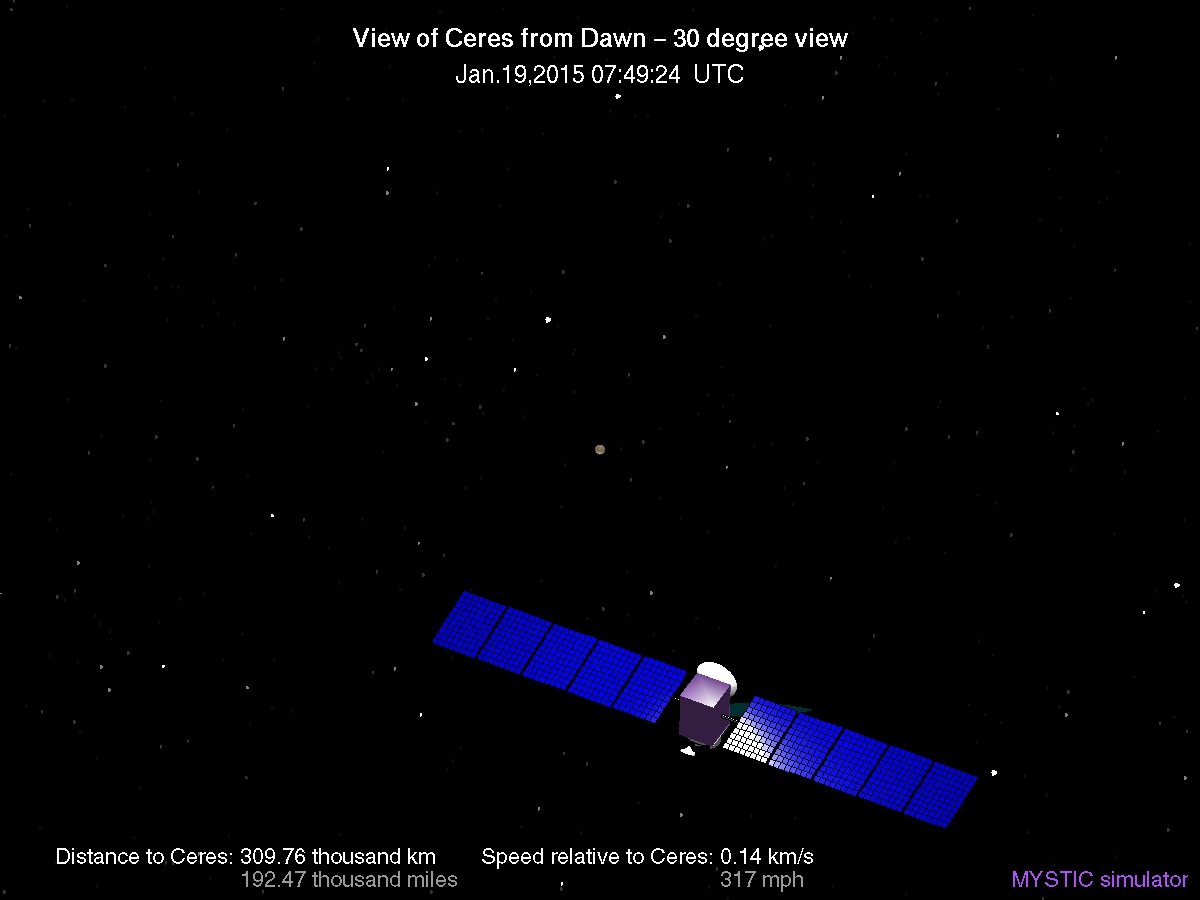 View of Ceres from Dawn – 30 degree view
Jan.19,2015 07:49:24 UTC
Distance to Ceres: 309.76 thousand km
192.47 thousand miles
Speed relative to Ceres: 0.14 km/s
317 mph
MYSTIC simulator